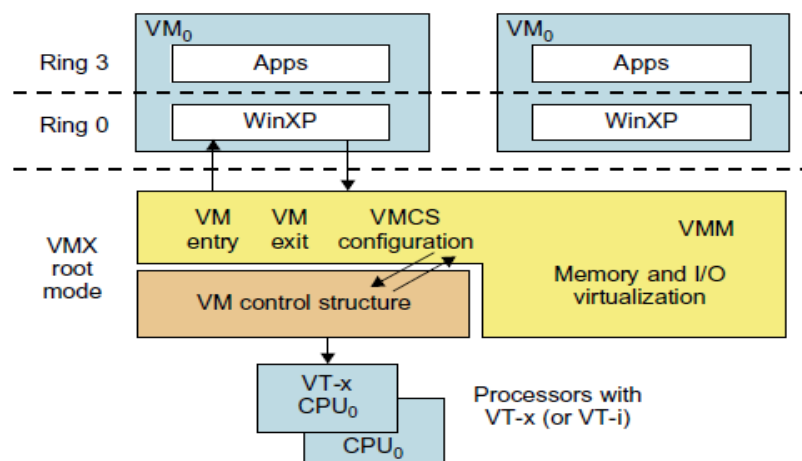 VM₀ VM₀
Ring 3 Apps Apps
Ring 0 WinXP WinXP
VMX
root
mode
VM
entry
VM
exit
VMCS
configuration
VMM
Memory and I/O
virtualization
VM control structure
VT-x
CPU₀
CPU₀
Processors with
VT-x (or VT-i)